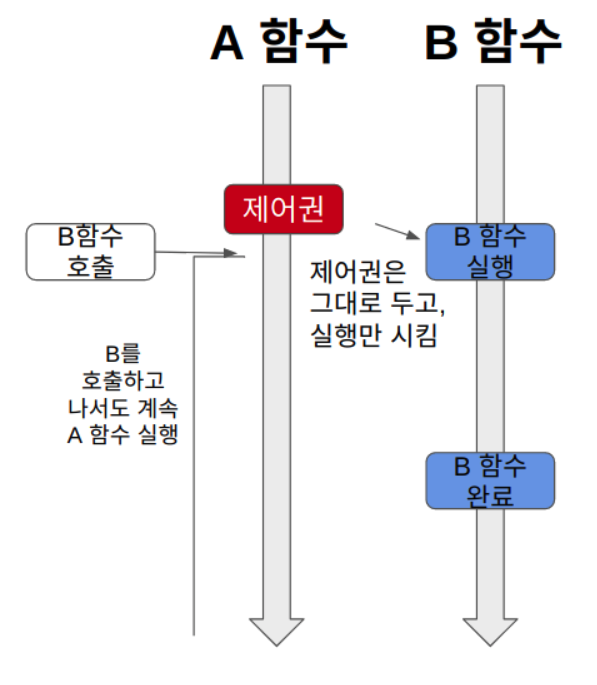 A 함수
B 함수
제어권
B함수
호출
B 함수
실행
제어권은
그대로 두고,
실행만 시킴
B를
호출하고
나서도 계속
A 함수 실행
B 함수
완료